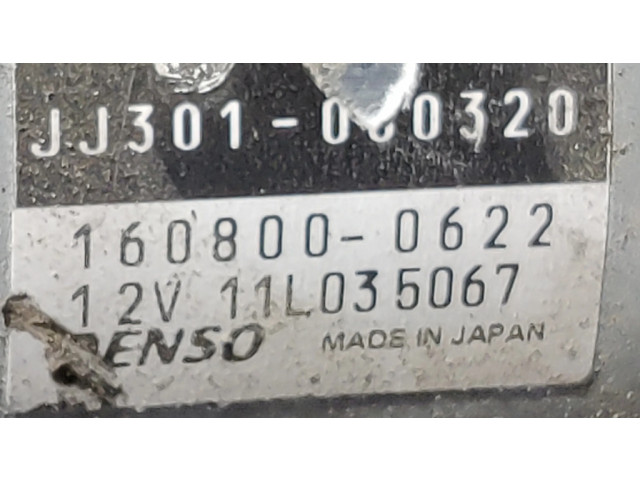 JJ301-000320
160800-0622
12V 11L035067
DENSO MADE IN JAPAN